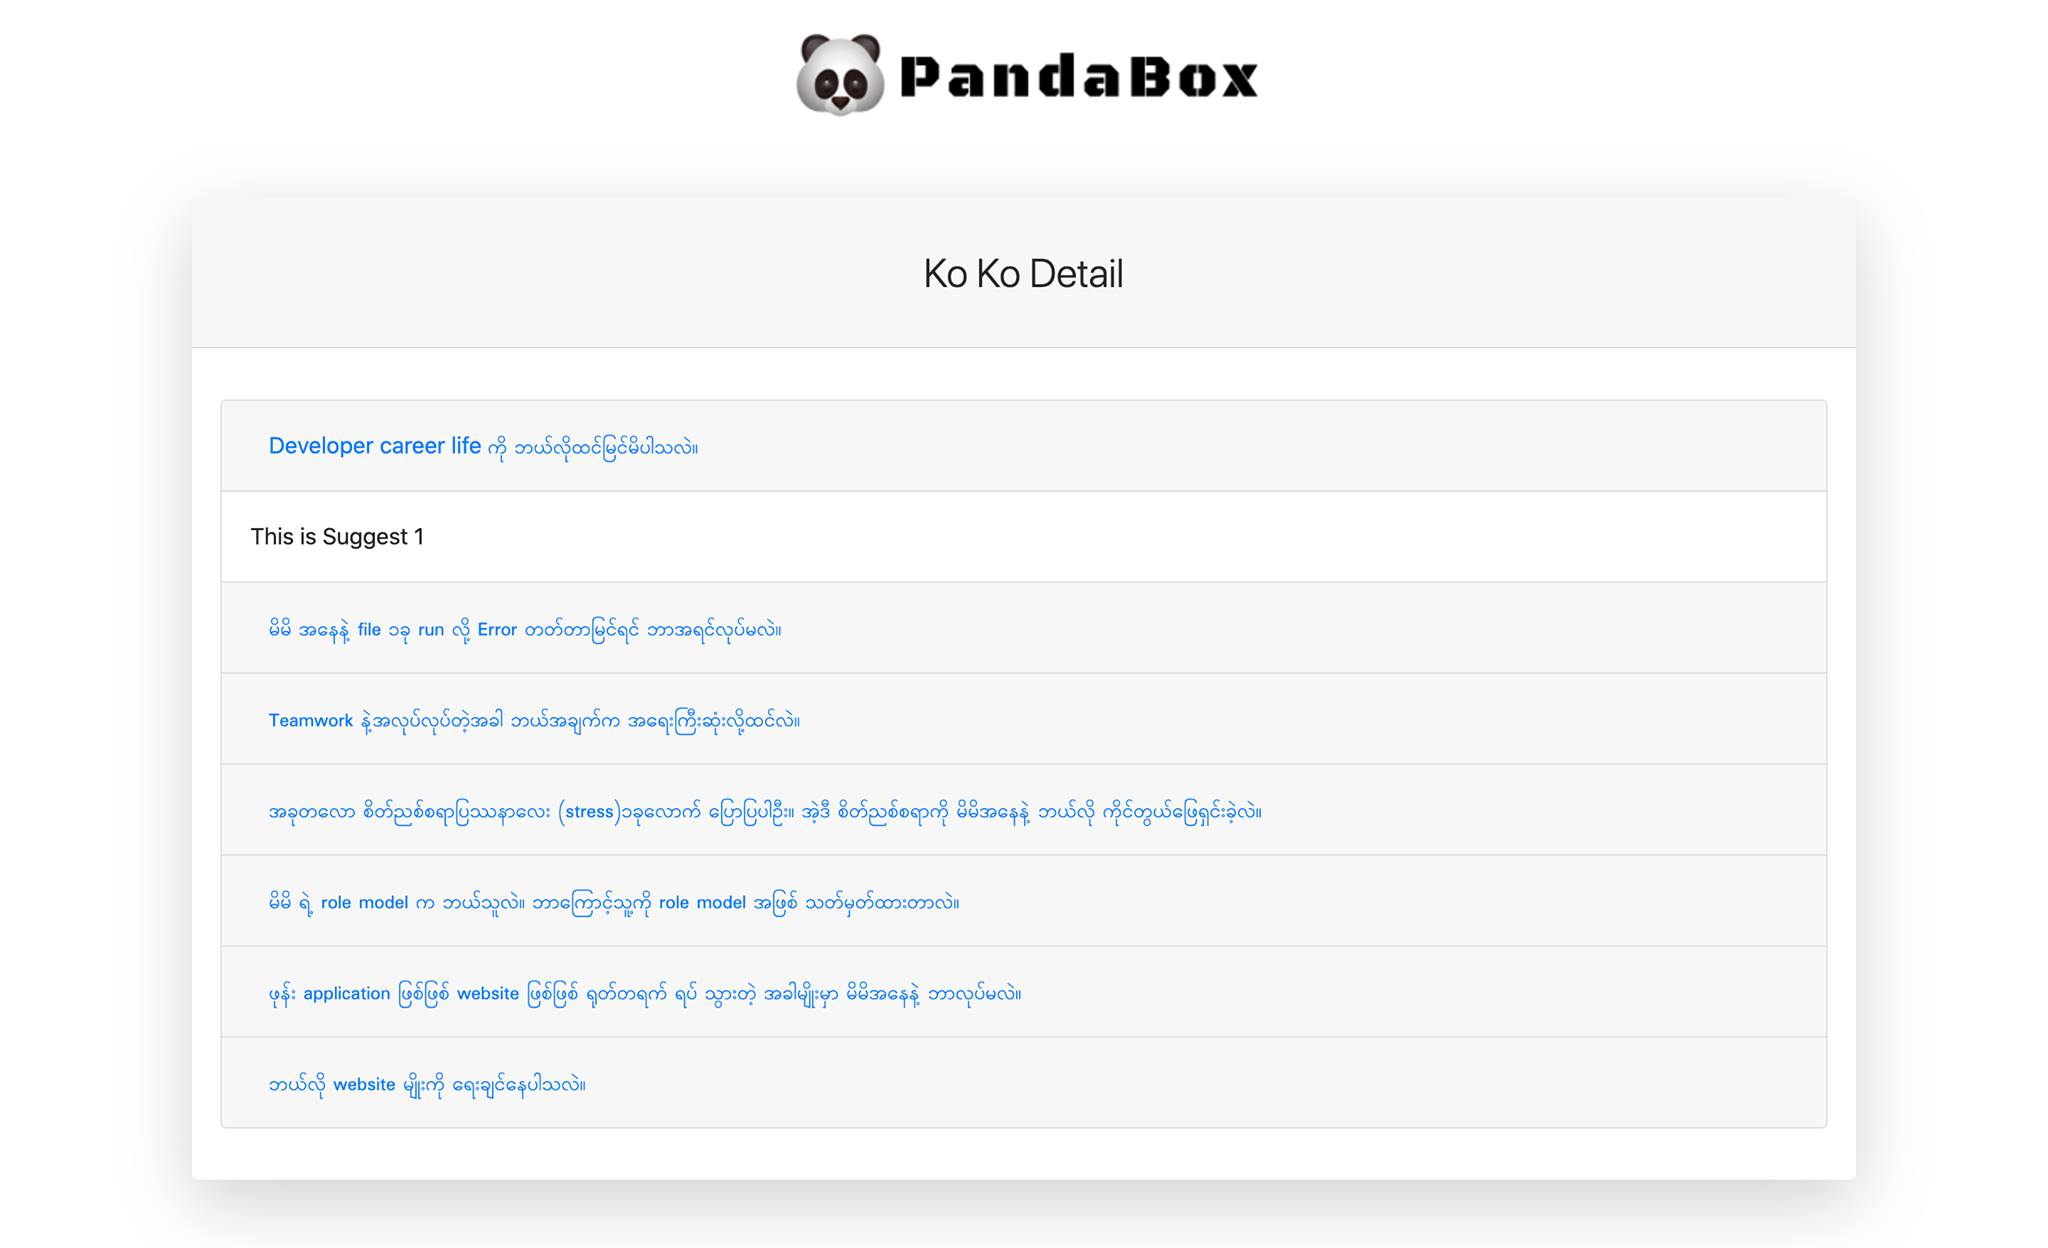 PandaBox
Ko Ko Detail
Developer career life ကို ဘယ်လိုထင်မြင်မိပါသလဲ။
This is Suggest 1
မိမိ အနေနဲ့ file ၁ခု run လို့ Error တတ်တာမြင်ရင် ဘာအရင်လုပ်မလဲ။
Teamwork နဲ့အလုပ်လုပ်တဲ့အခါ ဘယ်အချက်က အရေးကြီးဆုံးလို့ထင်လဲ။
အခုတလော စိတ်ညစ်စရာပြဿနာလေး (stress)၁ခုလောက် ပြောပြပါဦး။ အဲ့ဒီ စိတ်ညစ်စရာကို မိမိအနေနဲ့ ဘယ်လို ကိုင်တွယ်ဖြေရှင်းခဲ့လဲ။
မိမိ ရဲ့ role model က ဘယ်သူလဲ။ ဘာကြောင့်သူ့ကို role model အဖြစ် သတ်မှတ်ထားတာလဲ။
ဖုန်း application ဖြစ်ဖြစ် website ဖြစ်ဖြစ် ရုတ်တရက် ရပ် သွားတဲ့ အခါမျိုးမှာ မိမိအနေနဲ့ ဘာလုပ်မလဲ။
ဘယ်လို website မျိုးကို ရေးချင်နေပါသလဲ။